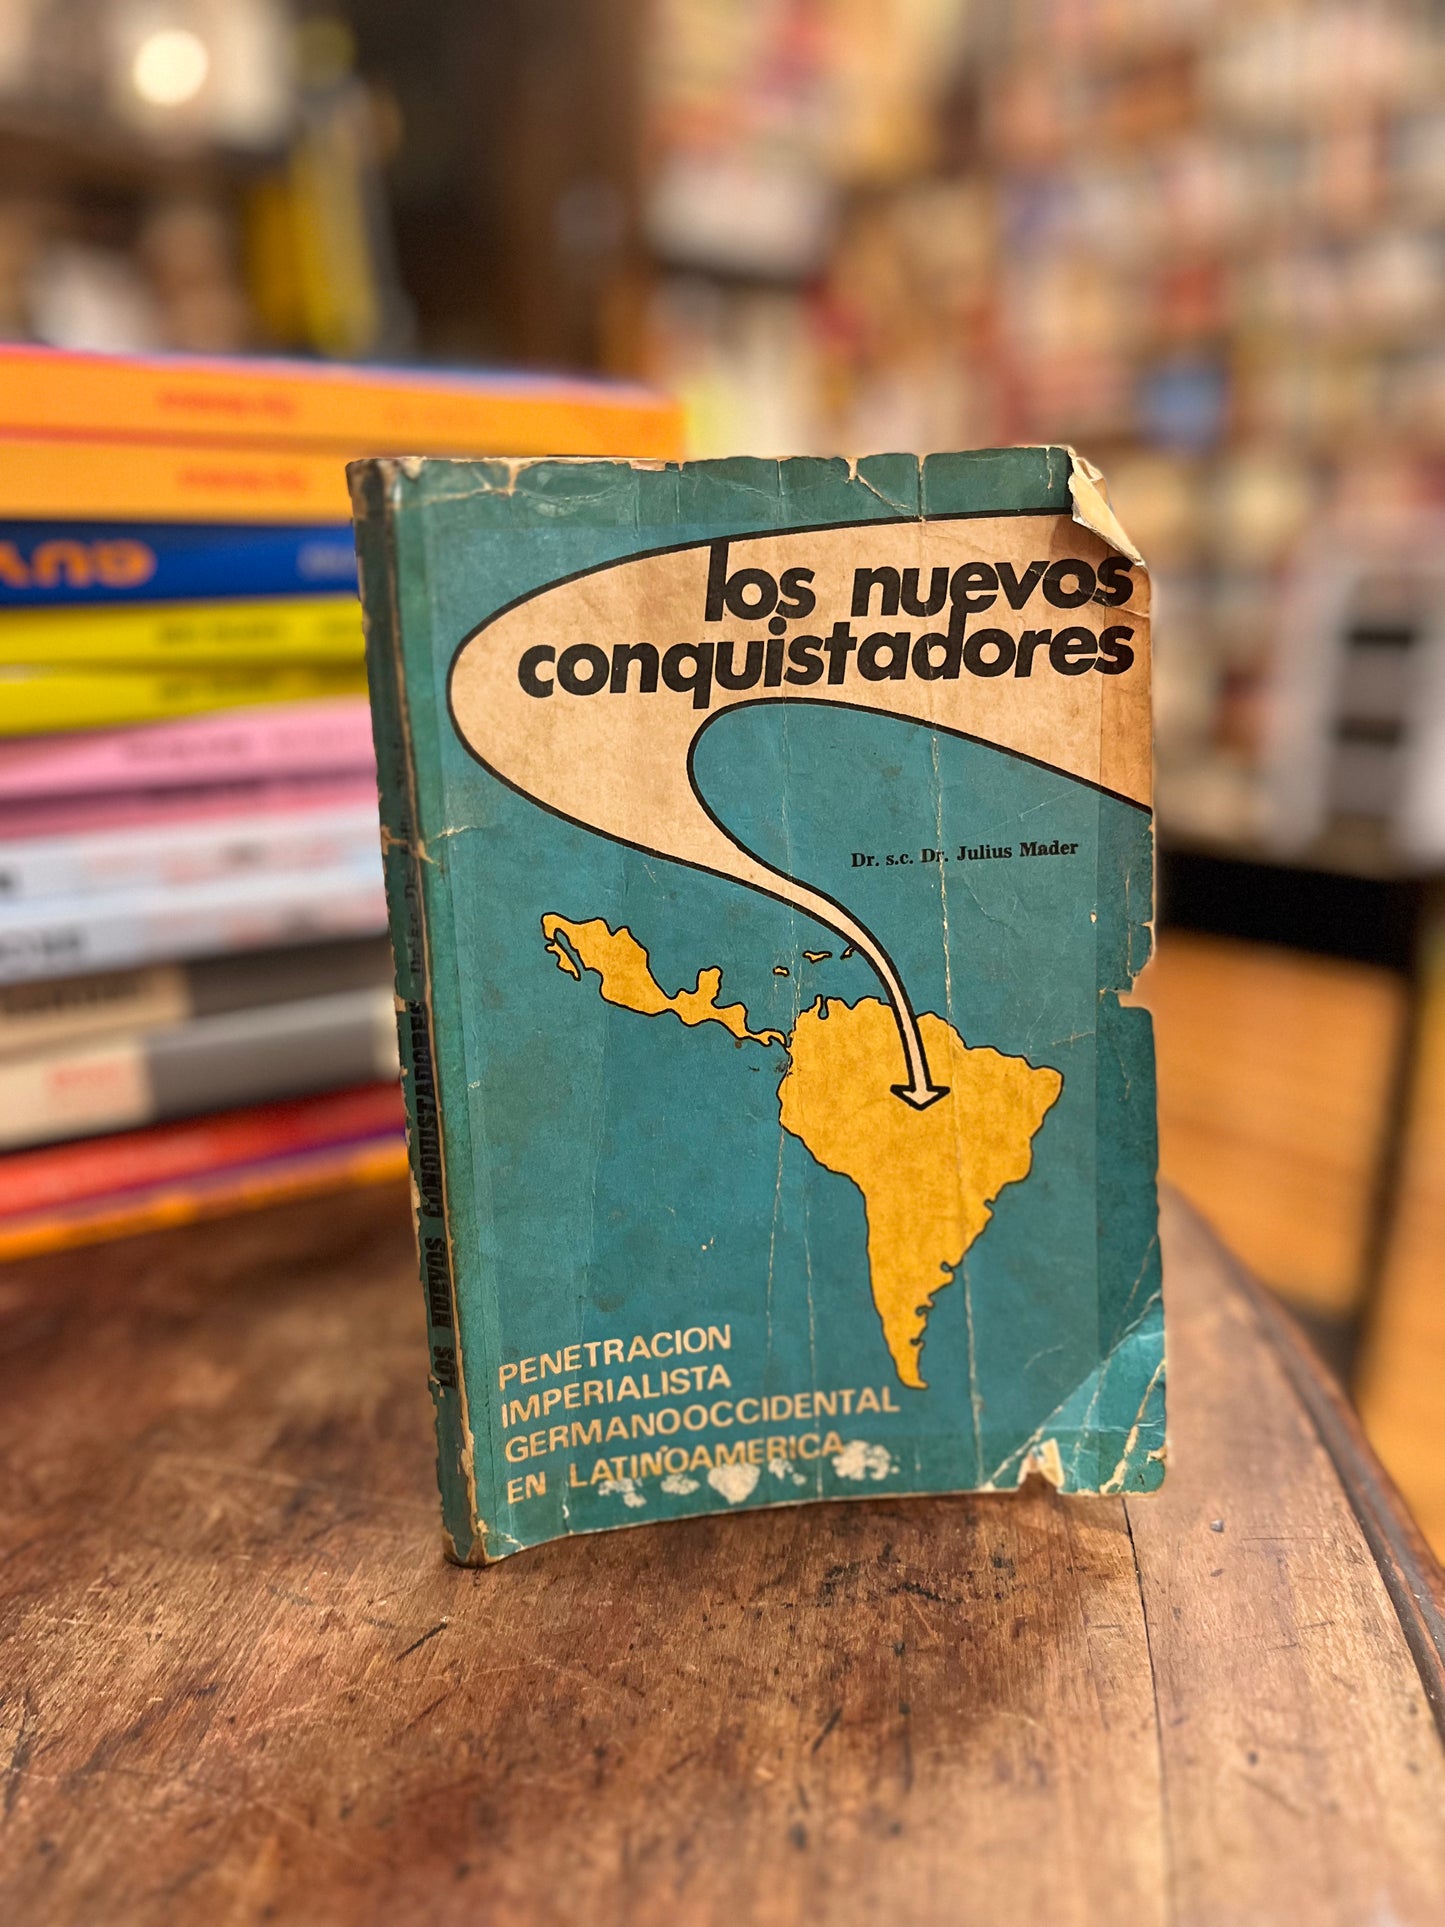 los nuevos
conquistadores
Dr. s.c. Dr. Julius Mader
PENETRACION
IMPERIALISTA
GERMANOOCCIDENTAL
EN LATINOAMERICA
LOS NUEVOS CONQUISTADORES